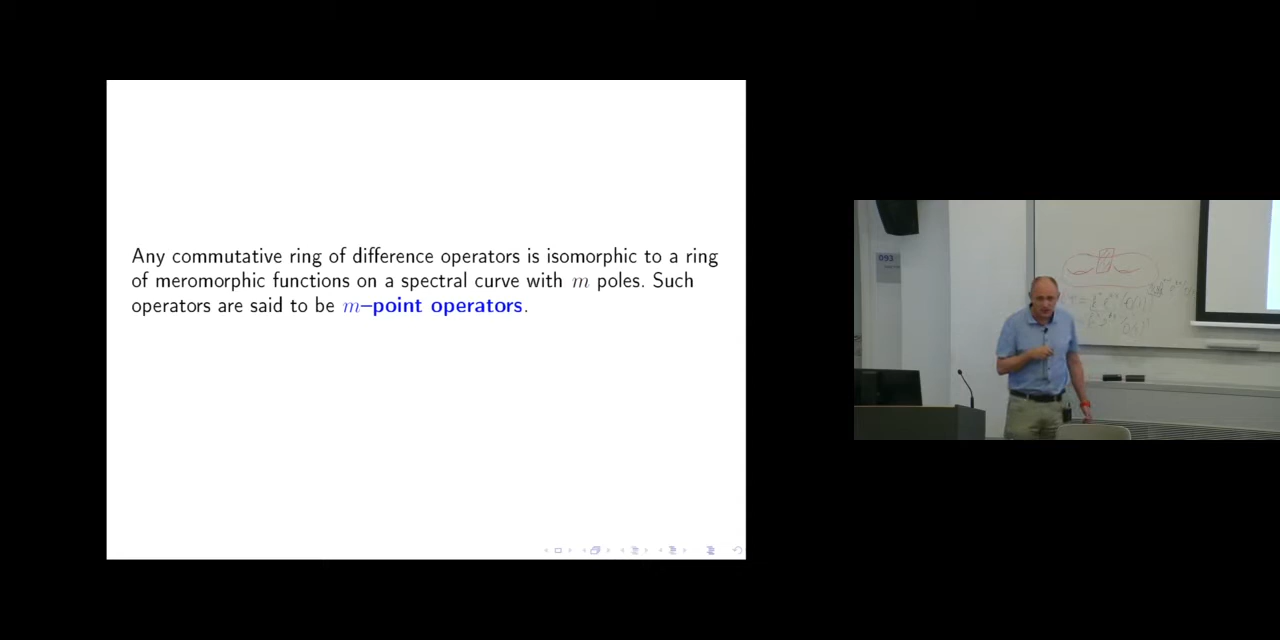 Any commutative ring of difference operators is isomorphic to a ring
of meromorphic functions on a spectral curve with m poles. Such
operators are said to be m–point operators.
093